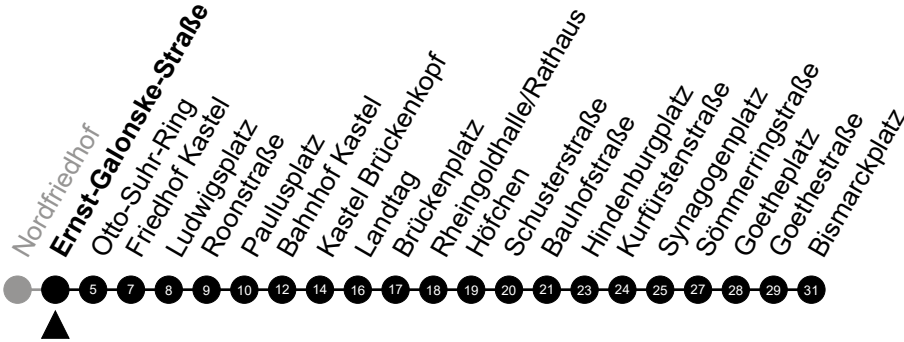 Nordfriedhof
Ernst-Galonske-Straße
Otto-Suhr-Ring
Friedhof Kastel
Ludwigsplatz
Roonstraße
Paulusplatz
Bahnhof Kastel
Kastel Brückenkopf
Landtag
Brückenplatz
Rheingoldhalle/Rathaus
Höfchen
Schusterstraße
Bauhofstraße
Hindenburgplatz
Kurfürstenstraße
Synagogenplatz
Sömmerringstraße
Goetheplatz
Goethestraße
Bismarckplatz
5 7 8 9 10 12 14 16 17 18 19 20 21 23 24 25 27 28 29 31